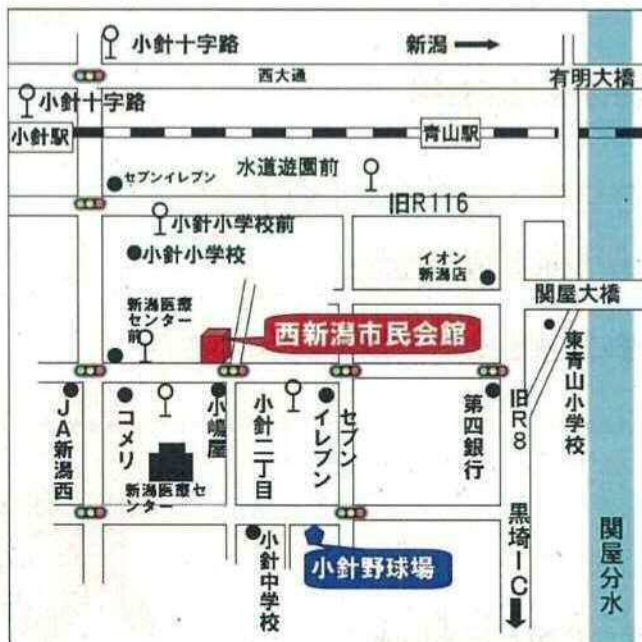 小針十字路
新潟
西大通
有明大橋
小針十字路
小針駅
青山駅
水道遊園前
セブンイレブン
旧R116
小針小学校前
小針小学校
イオン
新潟店
関屋大橋
新潟医療
センター
前
西新潟市民会館
東青山小学校
JA新潟西
コメリ
小嶋屋
小針二丁目
セブン
イレブン
第四銀行
旧R8
黒埼IC
新潟医療セ
ンター
小針中学校
小針野球場
関屋分水